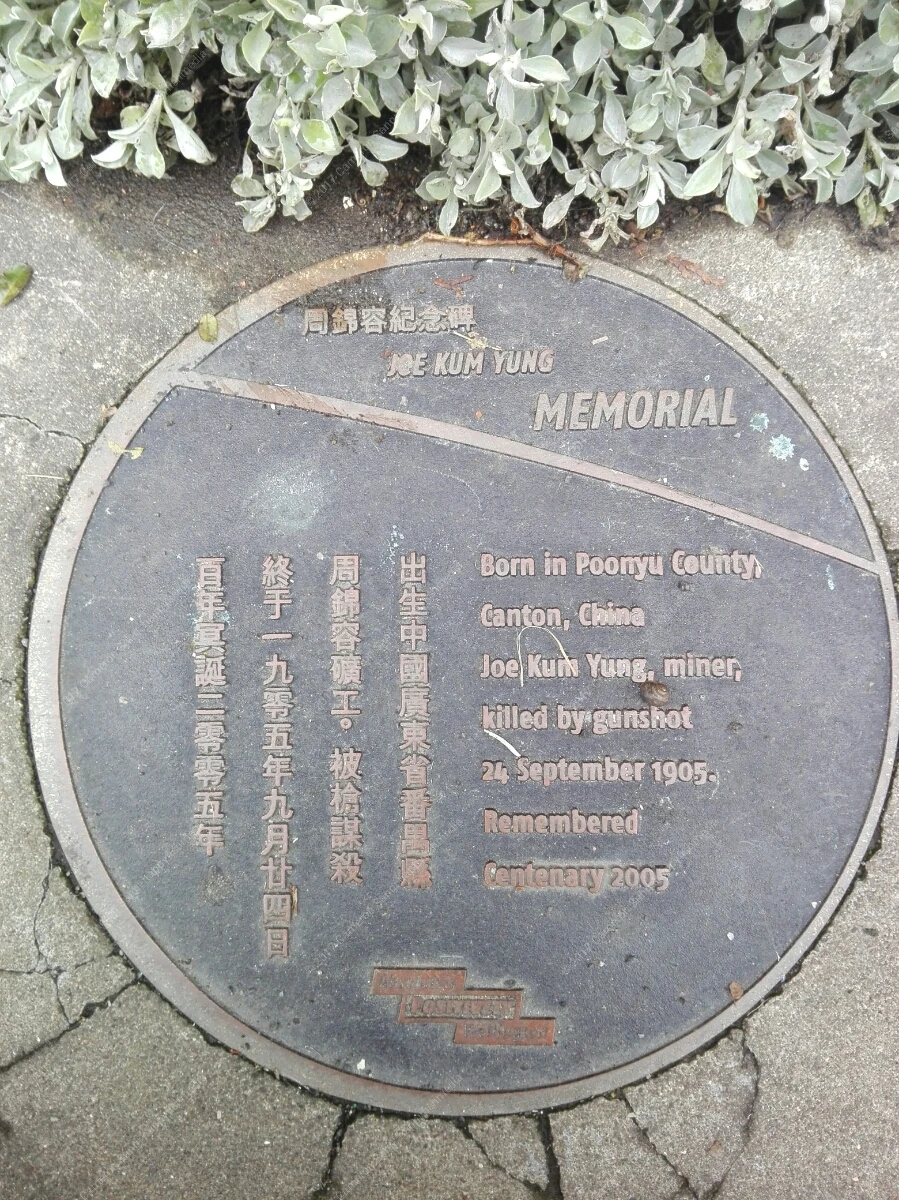 周錦容紀念碑
JOE KUM YUNG
MEMORIAL
出生中國廣東省番禺縣
周錦容礦工。被槍謀殺
終于一九零五年九月廿四日
百年冥誕二零零五年
Born in Poonyu County,
Canton, China
Joe Kum Yung, miner,
killed by gunshot
24 September 1905.
Remembered
Centenary 2005